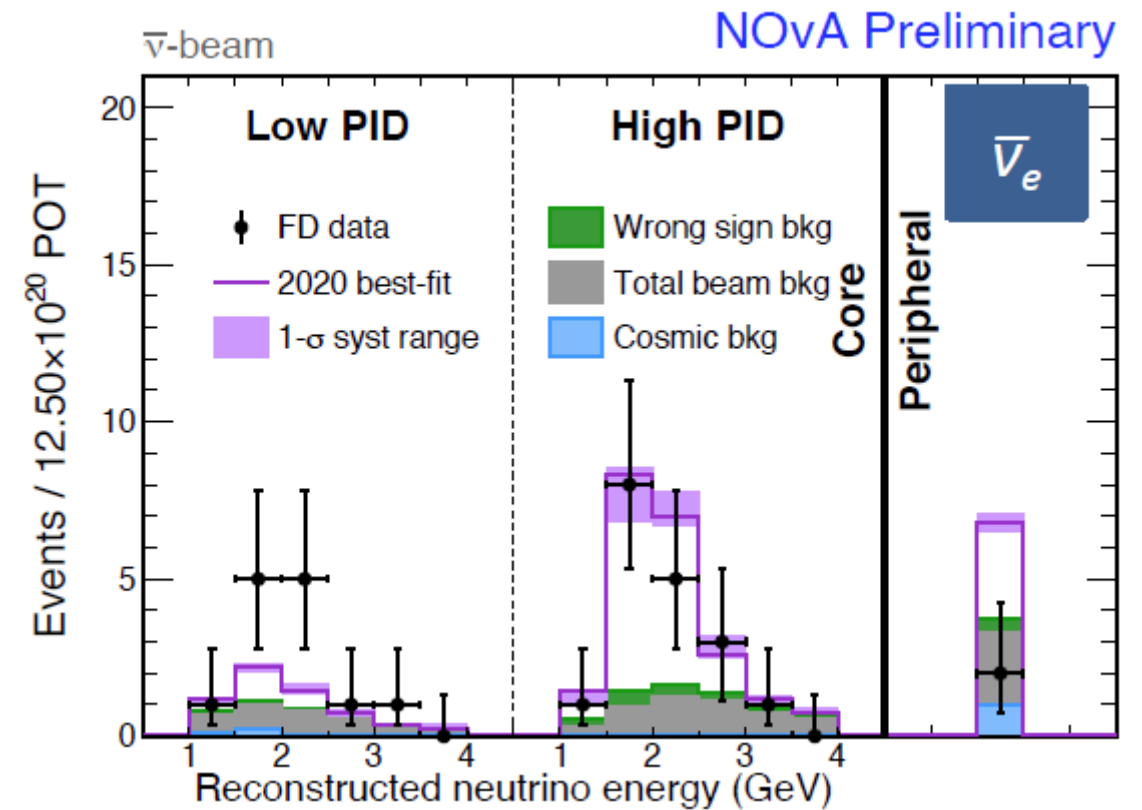 ν̅-beam
NOvA Preliminary
Events / 12.50×10²⁰ POT
20
15
10
5
0
Low PID
High PID
ν̅ₑ
FD data
2020 best-fit
1-σ syst range
Wrong sign bkg
Total beam bkg
Cosmic bkg
Core
Peripheral
1 2 3 4 1 2 3 4
Reconstructed neutrino energy (GeV)